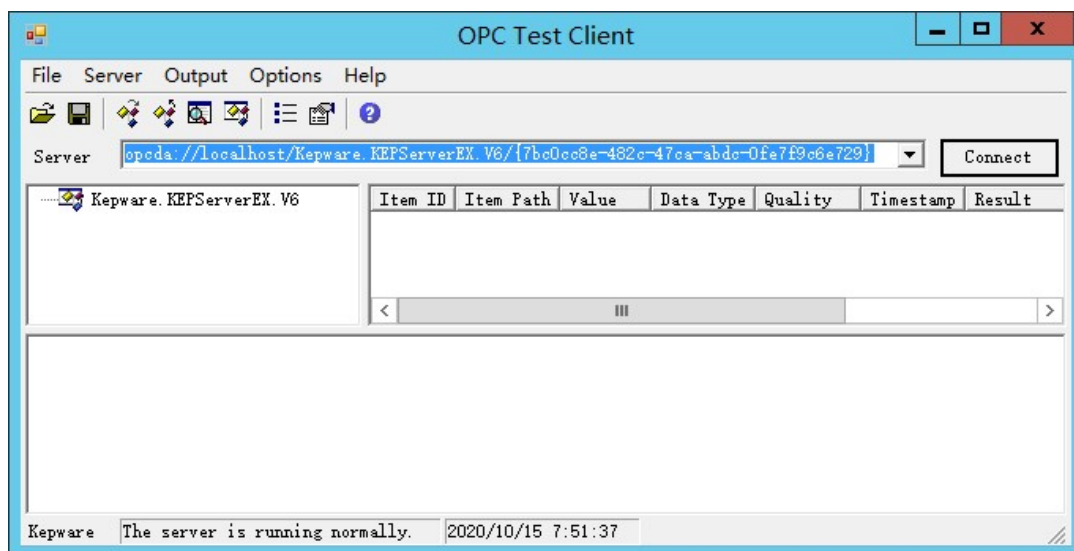 OPC Test Client
File Server Output Options Help
Server opcda://localhost/Kepware.KEPServerEX.V6/{7bc0cc8e-482c-47ca-abdc-0fe7f9c6e729} Connect
Kepware.KEPServerEX.V6
Item ID Item Path Value Data Type Quality Timestamp Result
Kepware The server is running normally. 2020/10/15 7:51:37